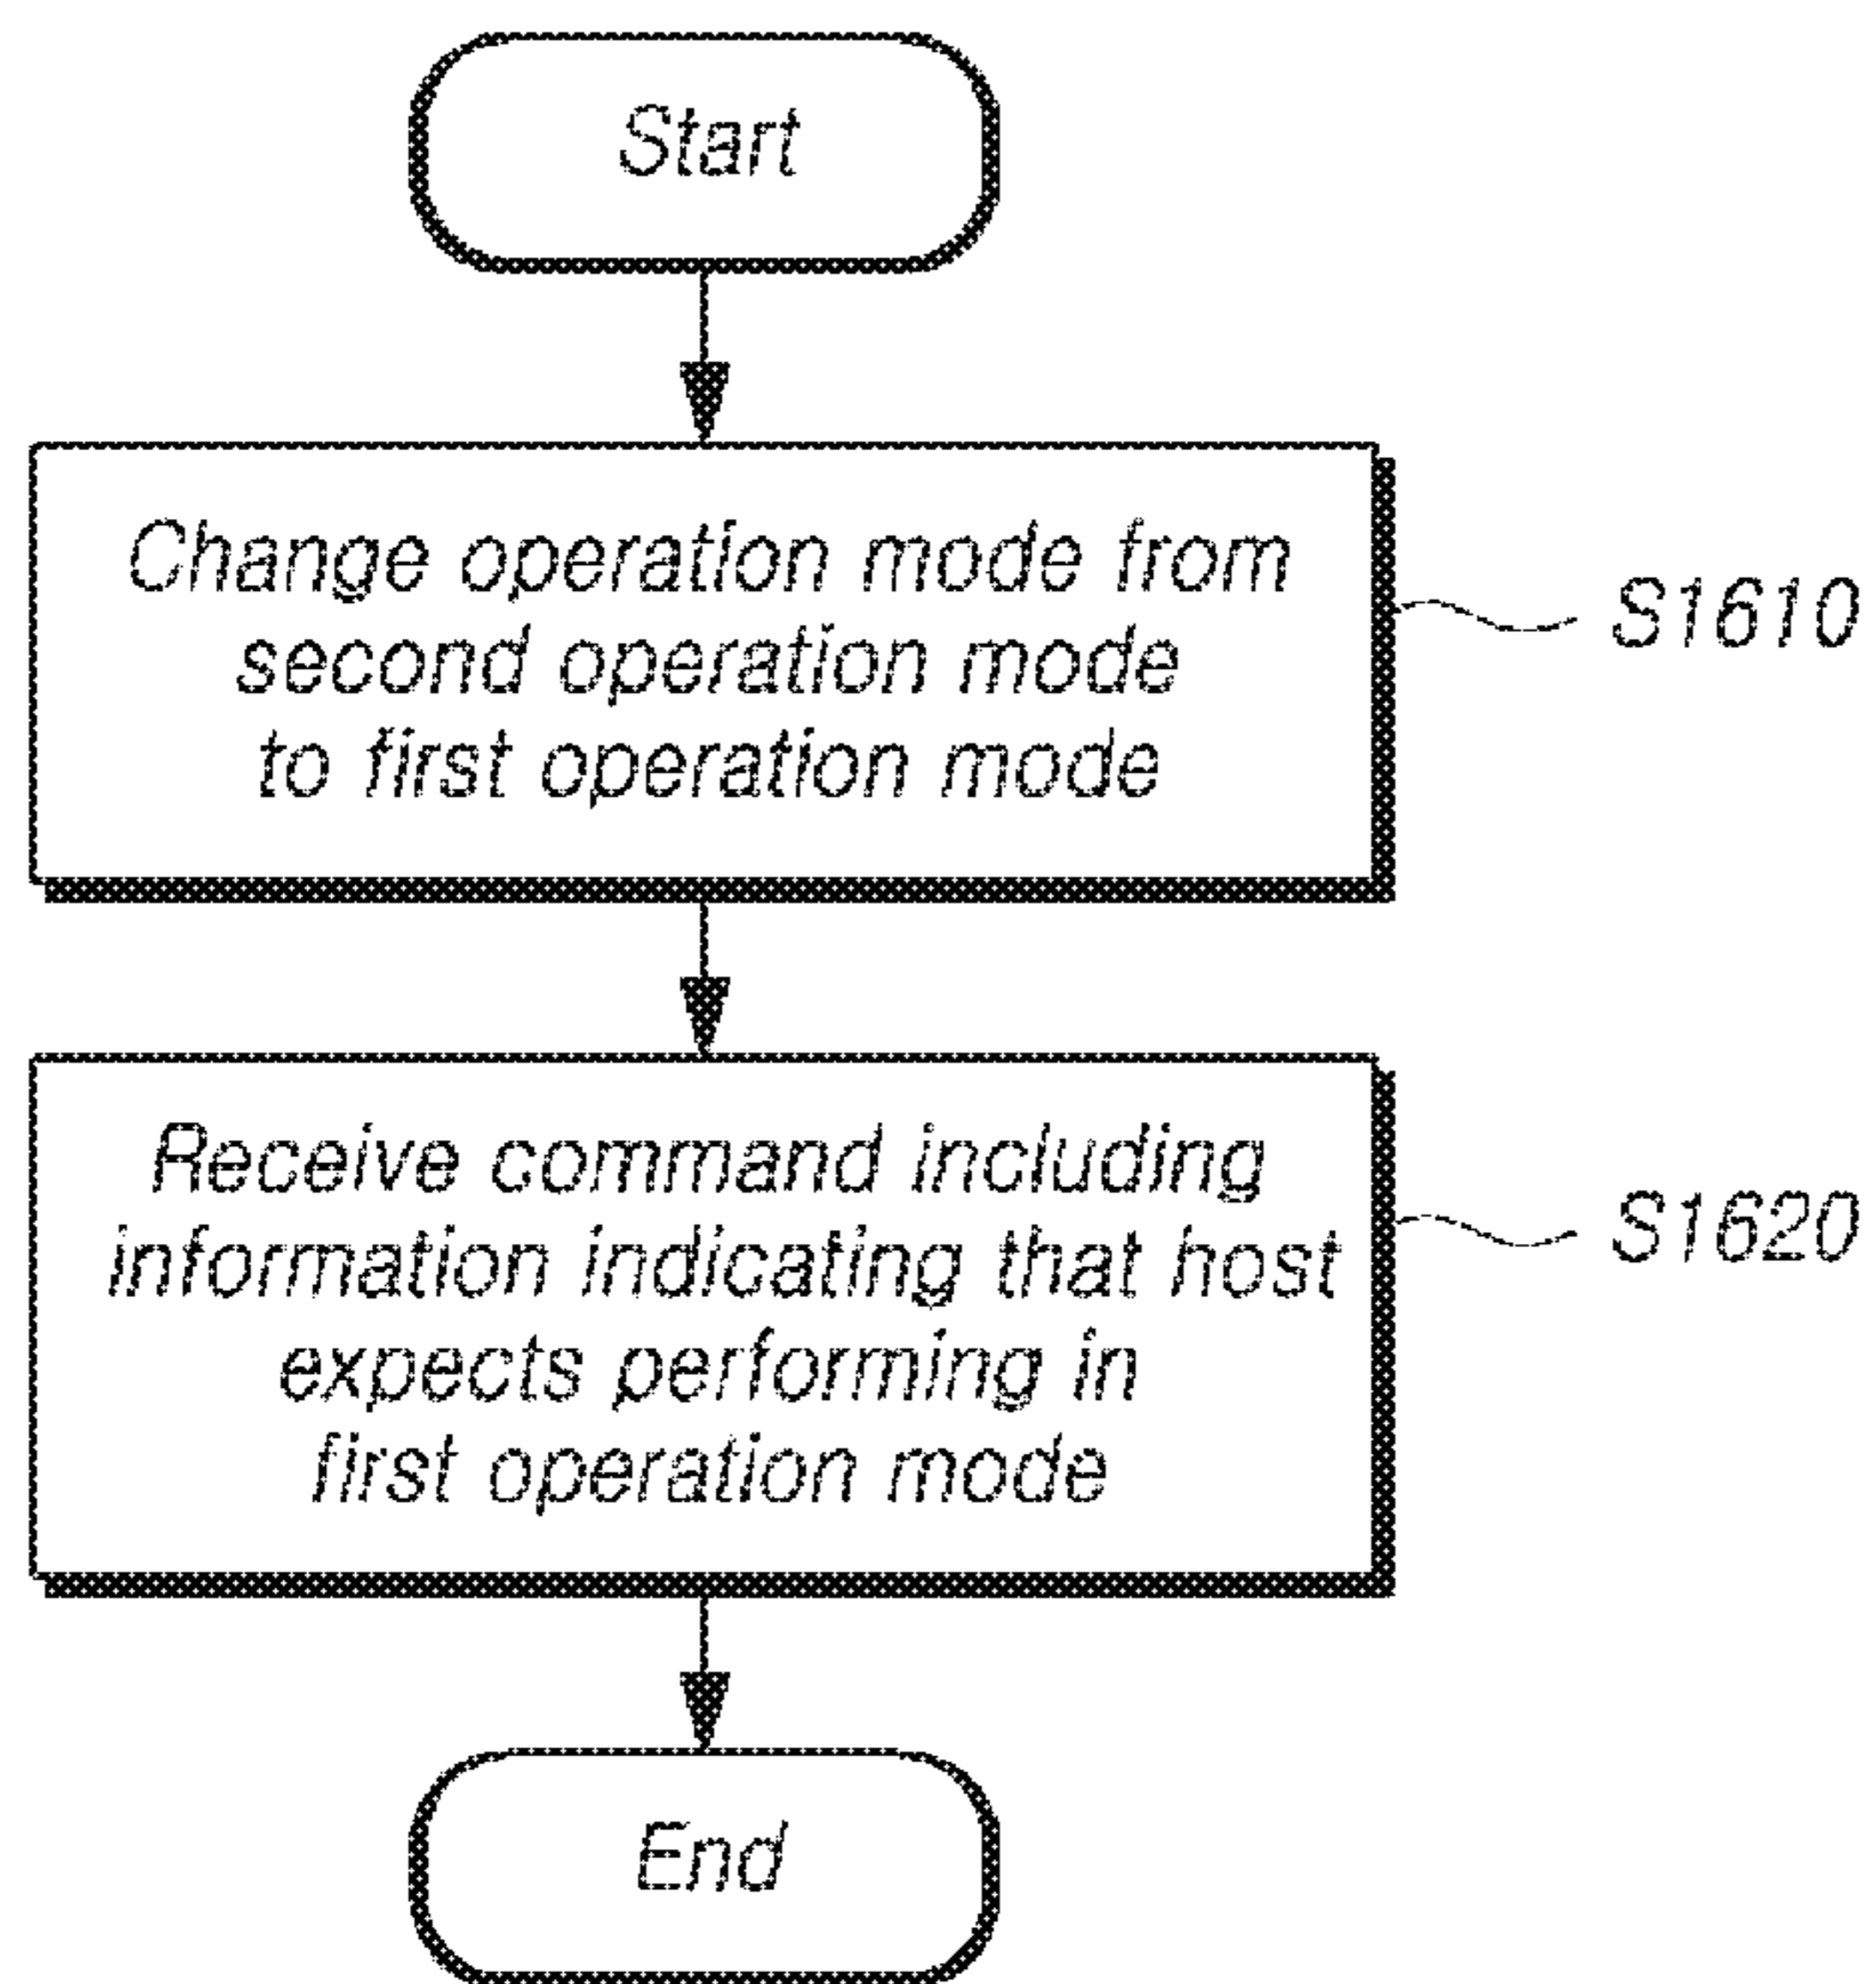 Start
Change operation mode from
second operation mode
to first operation mode
S1610
Receive command including
information indicating that host
expects performing in
first operation mode
S1620
End